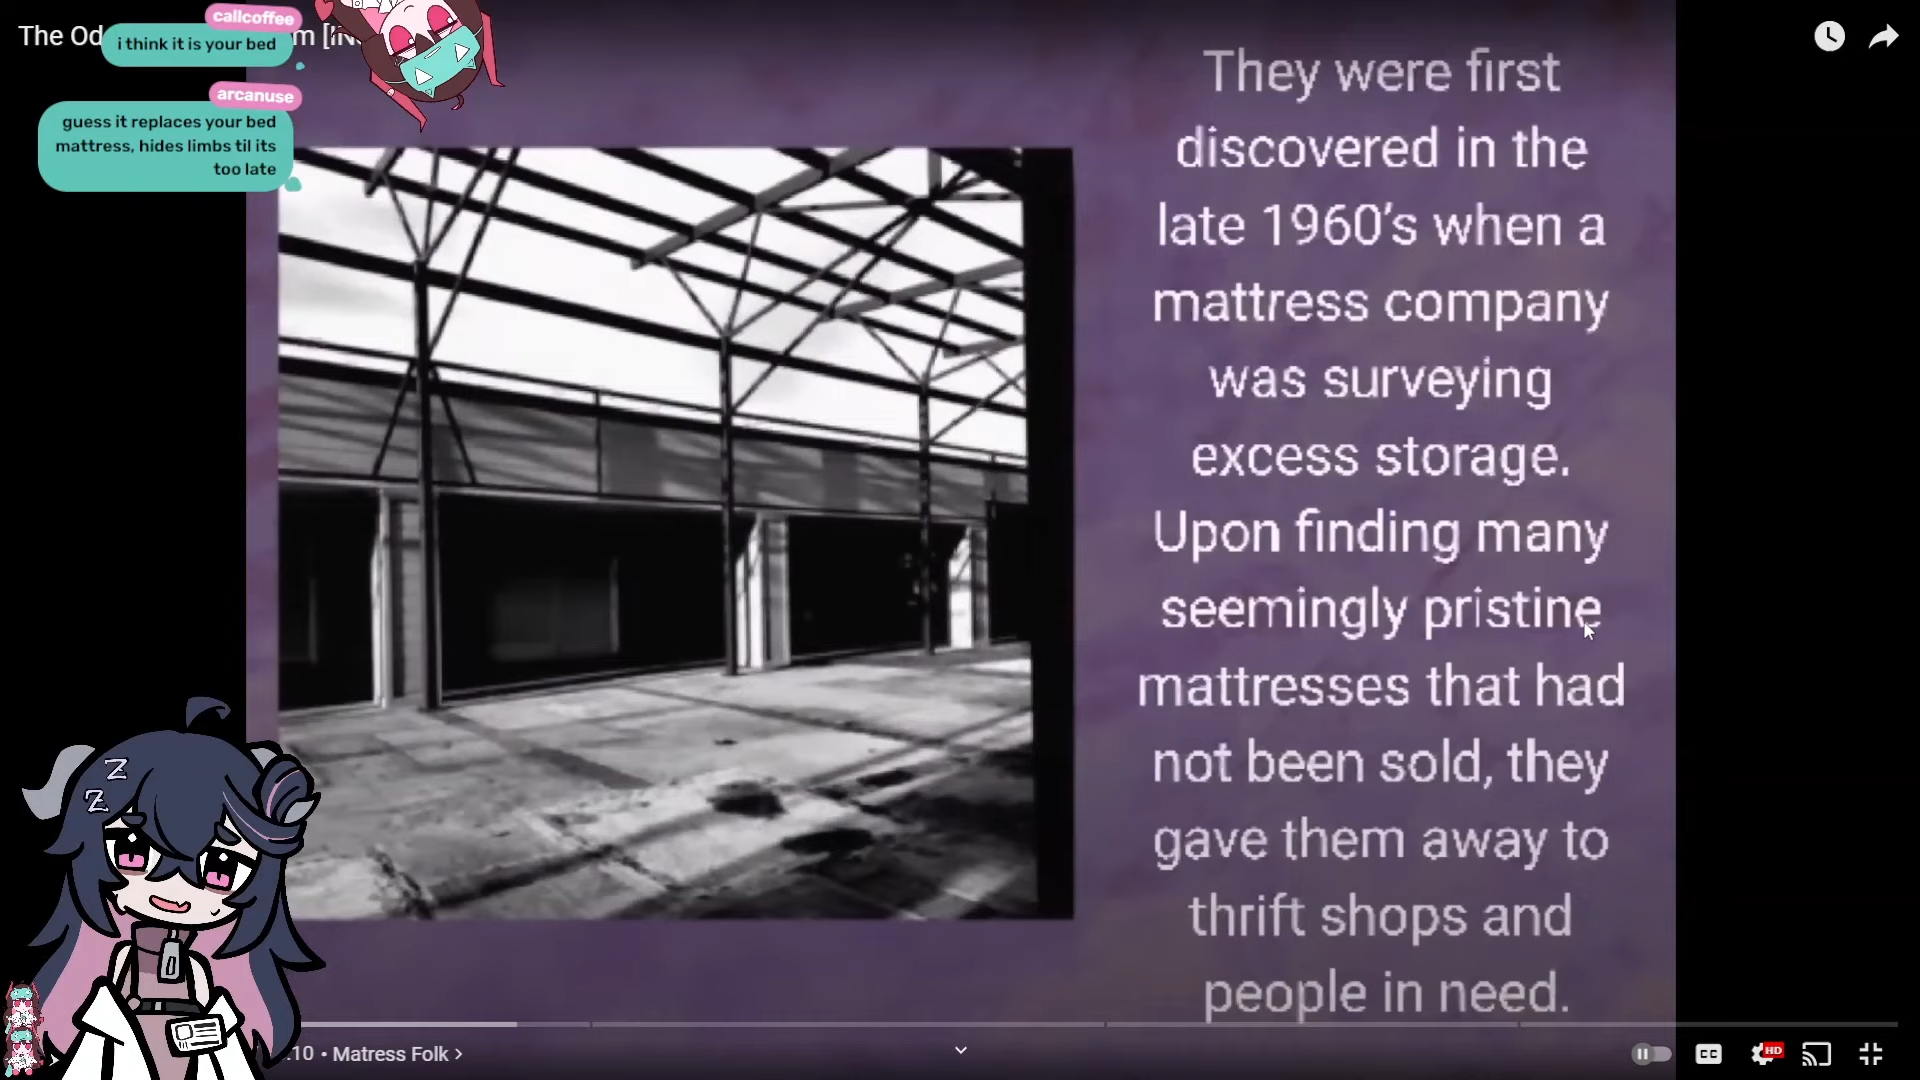 The Od
m [IN
callcoffee
i think it is your bed
arcanuse
guess it replaces your bed
mattress, hides limbs til its
too late
They were first
discovered in the
late 1960's when a
mattress company
was surveying
excess storage.
Upon finding many
seemingly pristine
mattresses that had
not been sold, they
gave them away to
thrift shops and
people in need.
Z
Z
:10 • Matress Folk >
CC
HD